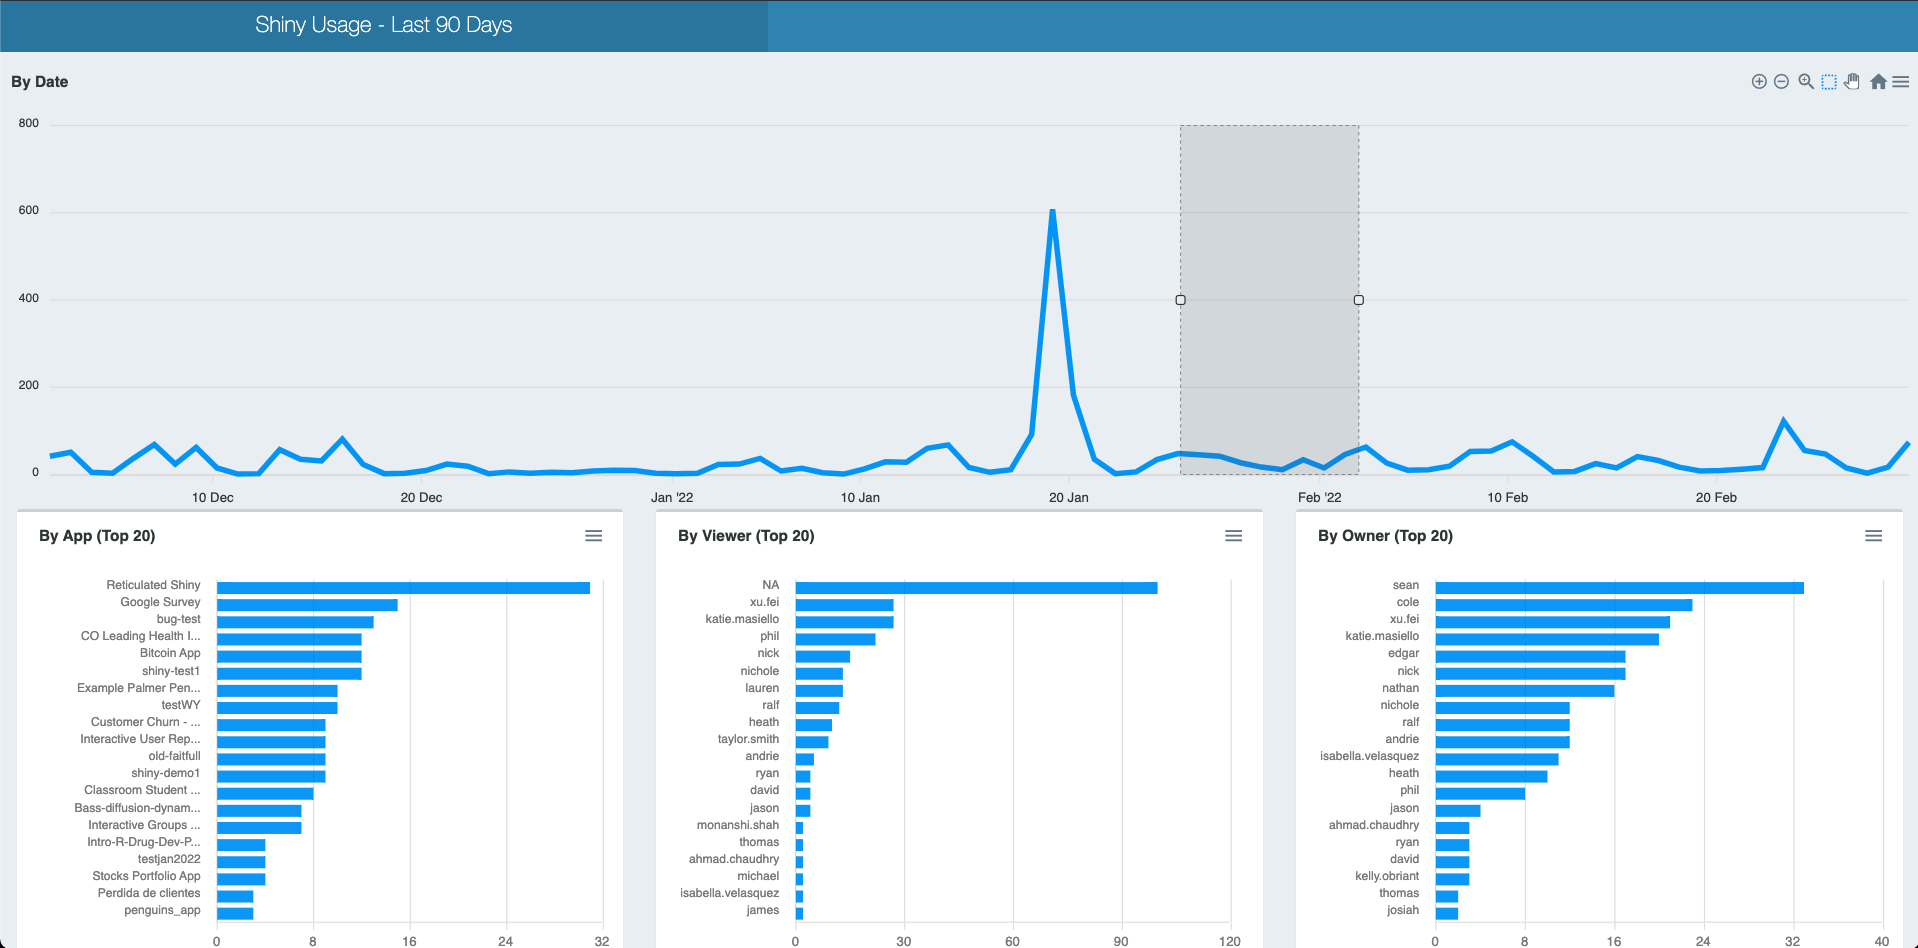 Shiny Usage - Last 90 Days
By Date
800
600
400
200
0
10 Dec
20 Dec
Jan '22
10 Jan
20 Jan
Feb '22
10 Feb
20 Feb
By App (Top 20)
Reticulated Shiny
Google Survey
bug-test
CO Leading Health I...
Bitcoin App
shiny-test1
Example Palmer Pen...
testWY
Customer Churn - ...
Interactive User Rep...
old-faitfull
shiny-demo1
Classroom Student ...
Bass-diffusion-dynam...
Interactive Groups ...
Intro-R-Drug-Dev-P...
testjan2022
Stocks Portfolio App
Perdida de clientes
penguins_app
0
8
16
24
32
By Viewer (Top 20)
NA
xu.fei
katie.masiello
phil
nick
nichole
lauren
ralf
heath
taylor.smith
andrie
ryan
david
jason
monanshi.shah
thomas
ahmad.chaudhry
michael
isabella.velasquez
james
0
30
60
90
120
By Owner (Top 20)
sean
cole
xu.fei
katie.masiello
edgar
nick
nathan
nichole
ralf
andrie
isabella.velasquez
heath
phil
jason
ahmad.chaudhry
ryan
david
kelly.obriant
thomas
josiah
0
8
16
24
32
40